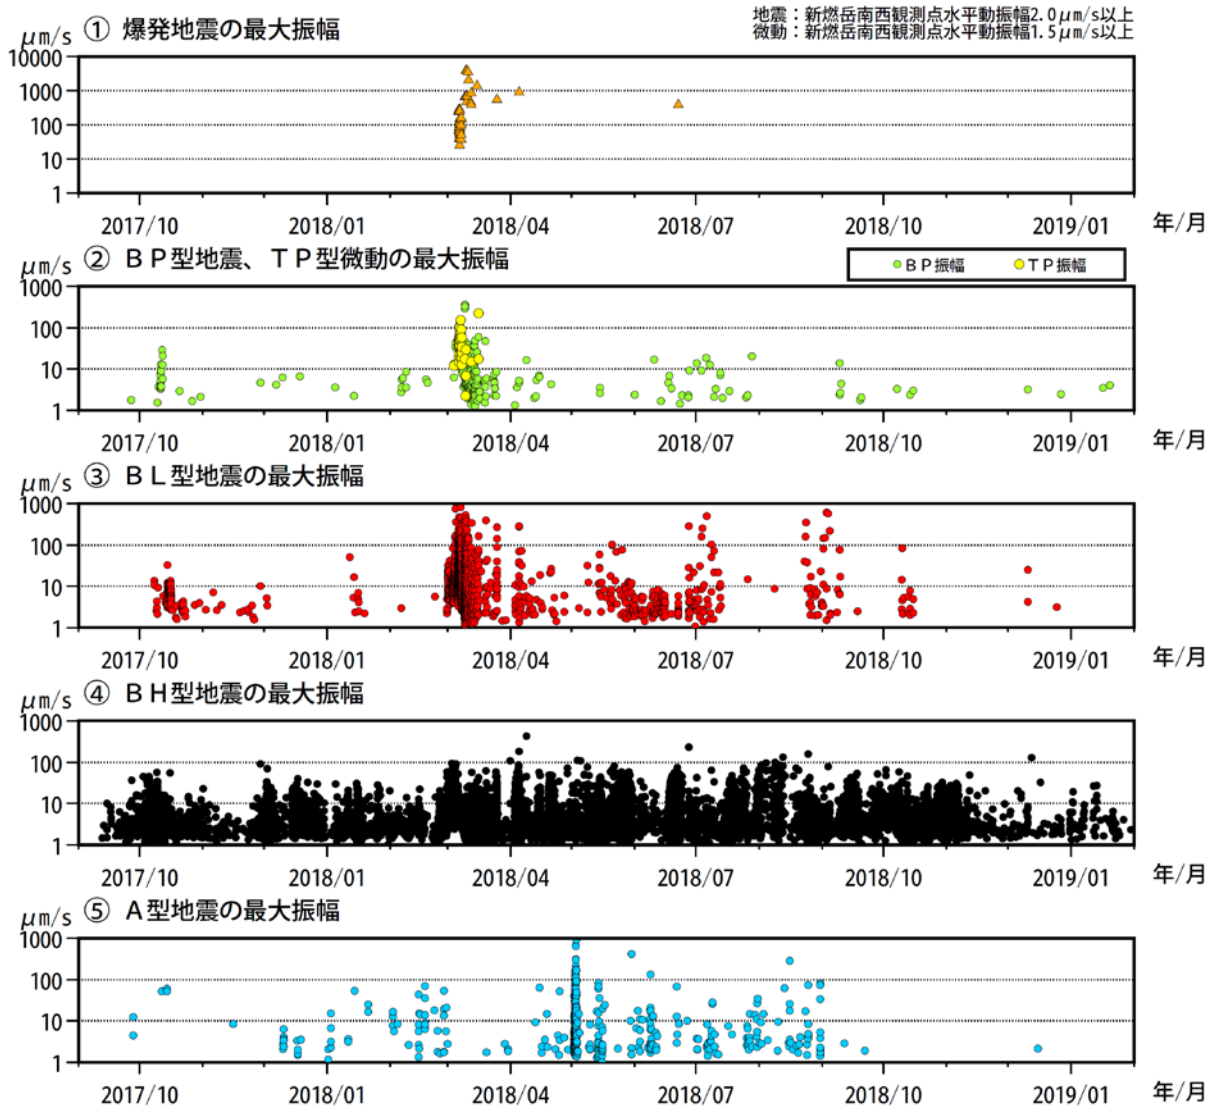 地震：新燃岳南西観測点水平動振幅2.0μm/s以上
微動：新燃岳南西観測点水平動振幅1.5μm/s以上
μm/s ① 爆発地震の最大振幅
10000
1000
100
10
1
2017/10 2018/01 2018/04 2018/07 2018/10 2019/01 年/月
μm/s ② ＢＰ型地震、ＴＰ型微動の最大振幅
ＢＰ振幅 ＴＰ振幅
1000
100
10
1
2017/10 2018/01 2018/04 2018/07 2018/10 2019/01 年/月
μm/s ③ ＢＬ型地震の最大振幅
1000
100
10
1
2017/10 2018/01 2018/04 2018/07 2018/10 2019/01 年/月
μm/s ④ ＢＨ型地震の最大振幅
1000
100
10
1
2017/10 2018/01 2018/04 2018/07 2018/10 2019/01 年/月
μm/s ⑤ Ａ型地震の最大振幅
1000
100
10
1
2017/10 2018/01 2018/04 2018/07 2018/10 2019/01 年/月